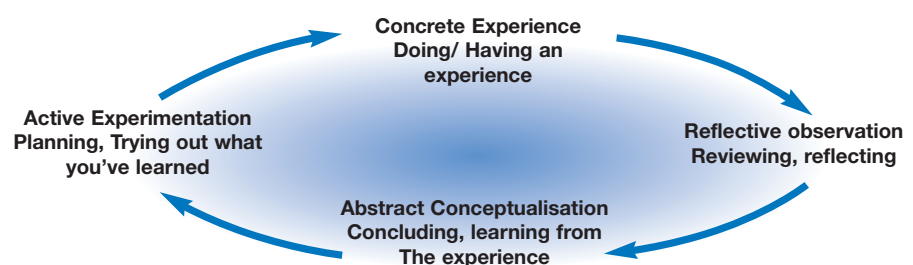 Concrete Experience
Doing/ Having an
experience
Reflective observation
Reviewing, reflecting
Abstract Conceptualisation
Concluding, learning from
The experience
Active Experimentation
Planning, Trying out what
you've learned